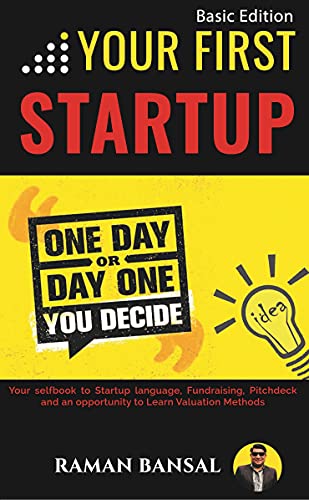 Basic Edition
YOUR FIRST
STARTUP
ONE DAY
OR
DAY ONE
YOU DECIDE
idea
Your selfbook to Startup language, Fundraising, Pitchdeck
and an opportunity to Learn Valuation Methods
RAMAN BANSAL